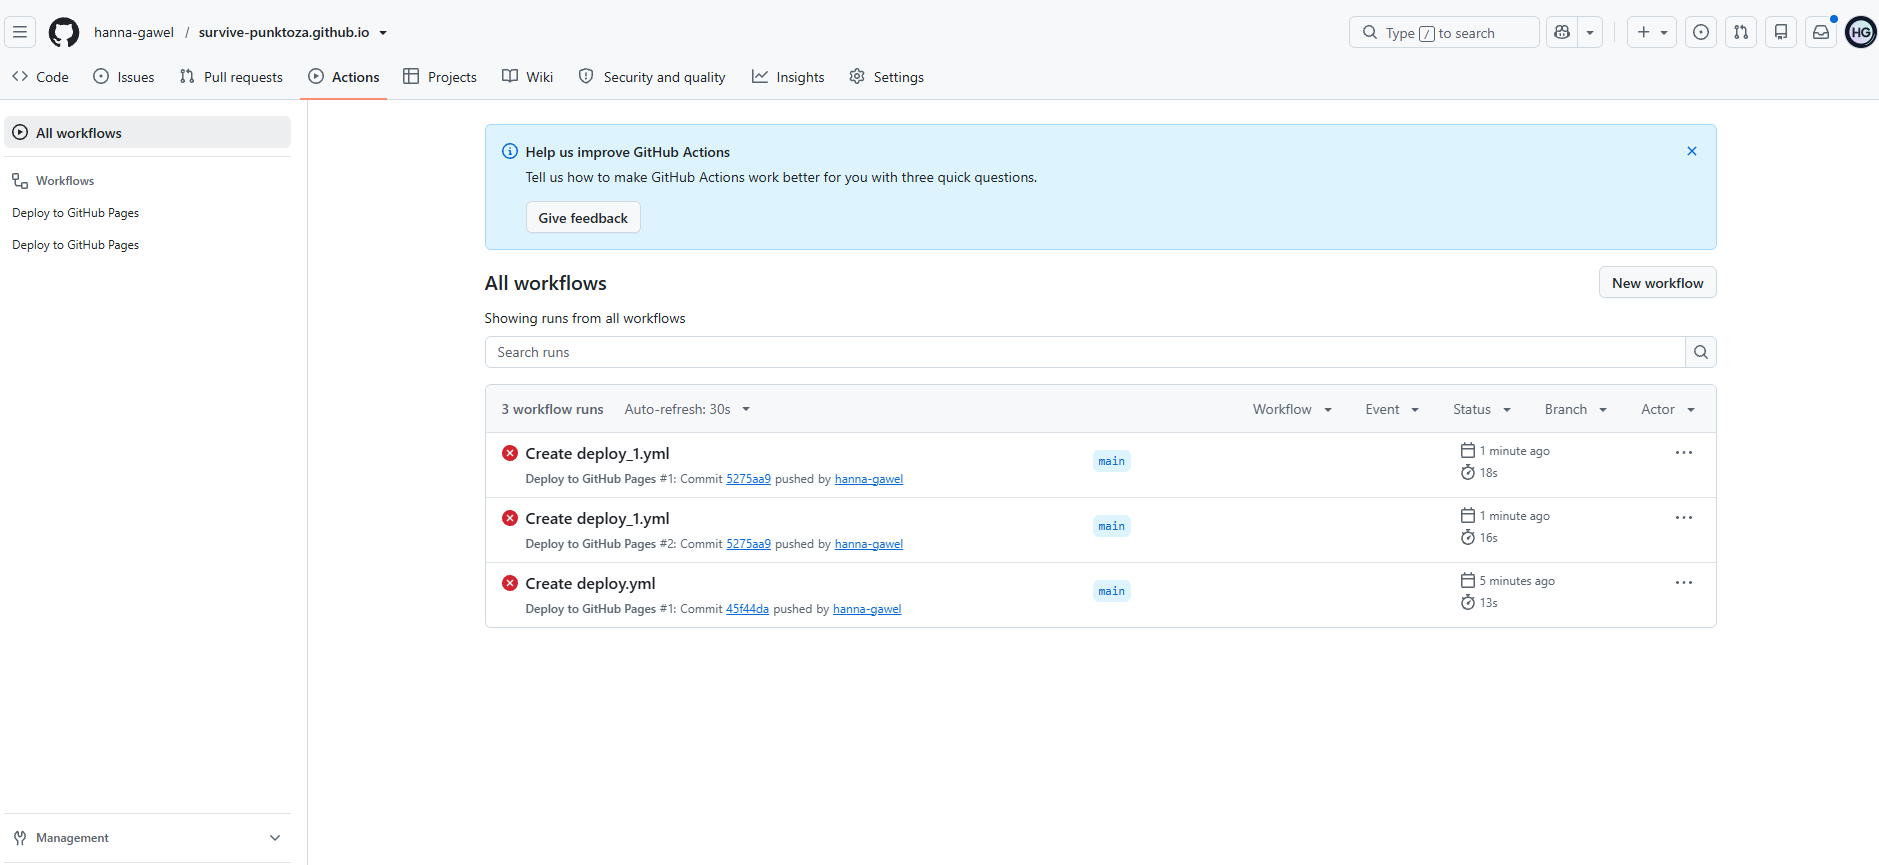 hanna-gawel / survive-punktoza.github.io
Type / to search
HG
Code Issues Pull requests Actions Projects Wiki Security and quality Insights Settings
All workflows
Workflows
Deploy to GitHub Pages
Deploy to GitHub Pages
Management
Help us improve GitHub Actions
Tell us how to make GitHub Actions work better for you with three quick questions.
Give feedback
All workflows
New workflow
Showing runs from all workflows
Search runs
3 workflow runs Auto-refresh: 30s Workflow Event Status Branch Actor
Create deploy_1.yml main 1 minute ago
Deploy to GitHub Pages #1: Commit 5275aa9 pushed by hanna-gawel 18s
Create deploy_1.yml main 1 minute ago
Deploy to GitHub Pages #2: Commit 5275aa9 pushed by hanna-gawel 16s
Create deploy.yml main 5 minutes ago
Deploy to GitHub Pages #1: Commit 45f44da pushed by hanna-gawel 13s